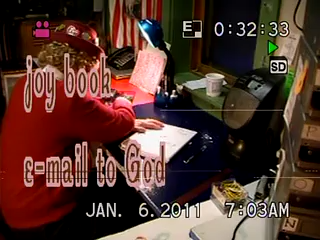 E 0:32:33
SD
joy book
ε-mail to God
JAN. 6.2011 7:03AM